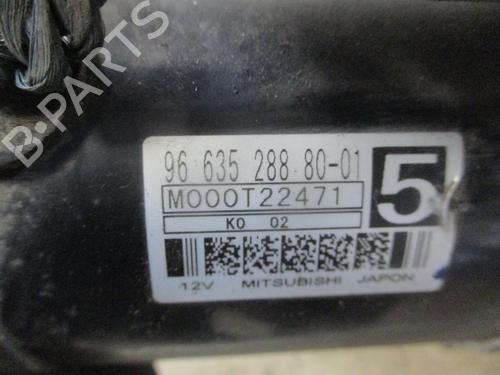 96 635 288 80-01
M000T22471
5
K0 02
12V MITSUBISHI JAPON
B-PARTS